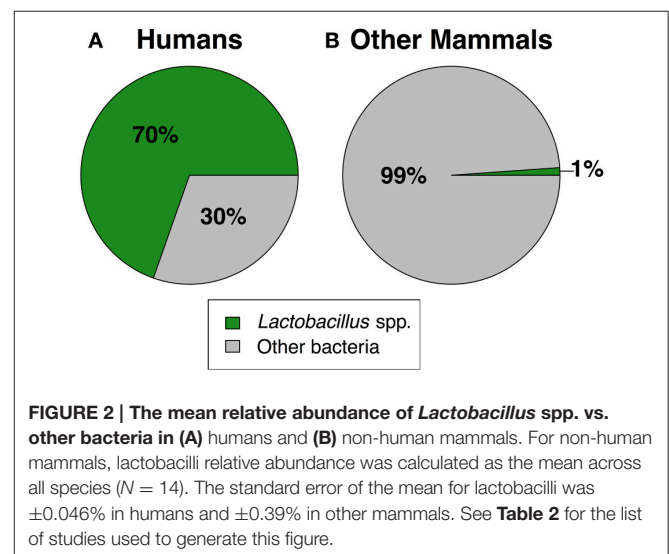 A Humans
B Other Mammals
70%
30%
99%
1%
Lactobacillus spp.
Other bacteria
FIGURE 2 | The mean relative abundance of Lactobacillus spp. vs.
other bacteria in (A) humans and (B) non-human mammals. For non-human
mammals, lactobacilli relative abundance was calculated as the mean across
all species (N = 14). The standard error of the mean for lactobacilli was
±0.046% in humans and ±0.39% in other mammals. See Table 2 for the list
of studies used to generate this figure.